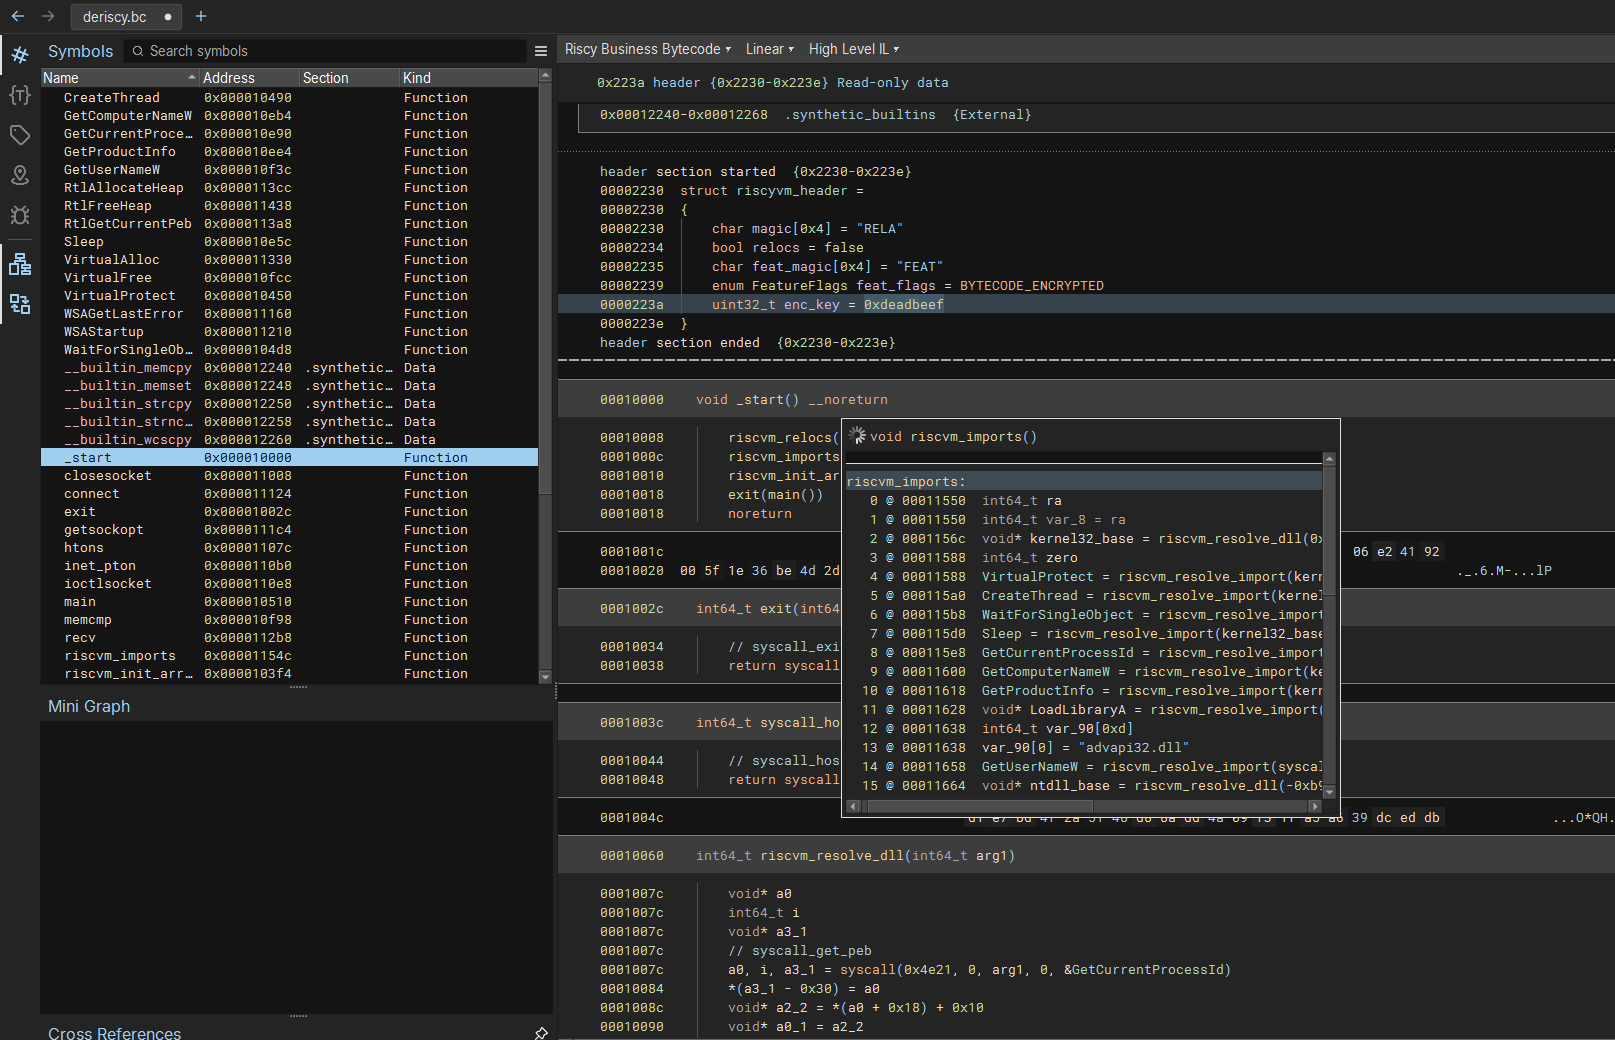 deriscy.bc
Symbols
Search symbols
Name Address Section Kind
CreateThread 0x000010490 Function
GetComputerNameW 0x000010eb4 Function
GetCurrentProce… 0x000010e90 Function
GetProductInfo 0x000010ee4 Function
GetUserNameW 0x000010f3c Function
RtlAllocateHeap 0x0000113cc Function
RtlFreeHeap 0x000011438 Function
RtlGetCurrentPeb 0x0000113a8 Function
Sleep 0x000010e5c Function
VirtualAlloc 0x000011330 Function
VirtualFree 0x000010fcc Function
VirtualProtect 0x000010450 Function
WSAGetLastError 0x000011160 Function
WSAStartup 0x000011210 Function
WaitForSingleOb… 0x0000104d8 Function
__builtin_memcpy 0x000012240 .synthetic… Data
__builtin_memset 0x000012248 .synthetic… Data
__builtin_strcpy 0x000012250 .synthetic… Data
__builtin_strnc… 0x000012258 .synthetic… Data
__builtin_wcscpy 0x000012260 .synthetic… Data
_start 0x000010000 Function
closesocket 0x000011008 Function
connect 0x000011124 Function
exit 0x00001002c Function
getsockopt 0x0000111c4 Function
htons 0x00001107c Function
inet_pton 0x0000110b0 Function
ioctlsocket 0x0000110e8 Function
main 0x000010510 Function
memcmp 0x000010f98 Function
recv 0x0000112b8 Function
riscvm_imports 0x00001154c Function
riscvm_init_arr… 0x0000103f4 Function
Mini Graph
Cross References
Riscy Business Bytecode Linear High Level IL
0x223a header {0x2230-0x223e} Read-only data
0x00012240-0x00012268 .synthetic_builtins {External}
header section started {0x2230-0x223e}
00002230 struct riscyvm_header =
00002230 {
00002230 char magic[0x4] = "RELA"
00002234 bool relocs = false
00002235 char feat_magic[0x4] = "FEAT"
00002239 enum FeatureFlags feat_flags = BYTECODE_ENCRYPTED
0000223a uint32_t enc_key = 0xdeadbeef
0000223e }
header section ended {0x2230-0x223e}
00010000 void _start() __noreturn
00010008 riscvm_relocs(
0001000c riscvm_imports
00010010 riscvm_init_ar
00010018 exit(main())
00010018 noreturn
0001001c 06 e2 41 92
00010020 00 5f 1e 36 be 4d 2d ._.6.M-...lP
0001002c int64_t exit(int64
00010034 // syscall_exi
00010038 return syscall
0001003c int64_t syscall_ho
00010044 // syscall_hos
00010048 return syscall
0001004c 39 dc ed db ...O*QH.
00010060 int64_t riscvm_resolve_dll(int64_t arg1)
0001007c void* a0
0001007c int64_t i
0001007c void* a3_1
0001007c // syscall_get_peb
0001007c a0, i, a3_1 = syscall(0x4e21, 0, arg1, 0, &GetCurrentProcessId)
00010084 *(a3_1 - 0x30) = a0
0001008c void* a2_2 = *(a0 + 0x18) + 0x10
00010090 void* a0_1 = a2_2
void riscvm_imports()
riscvm_imports:
0 @ 00011550 int64_t ra
1 @ 00011550 int64_t var_8 = ra
2 @ 0001156c void* kernel32_base = riscvm_resolve_dll(0x
3 @ 00011588 int64_t zero
4 @ 00011588 VirtualProtect = riscvm_resolve_import(kern
5 @ 000115a0 CreateThread = riscvm_resolve_import(kernel
6 @ 000115b8 WaitForSingleObject = riscvm_resolve_import
7 @ 000115d0 Sleep = riscvm_resolve_import(kernel32_base
8 @ 000115e8 GetCurrentProcessId = riscvm_resolve_import
9 @ 00011600 GetComputerNameW = riscvm_resolve_import(ke
10 @ 00011618 GetProductInfo = riscvm_resolve_import(kern
11 @ 00011628 void* LoadLibraryA = riscvm_resolve_import(
12 @ 00011638 int64_t var_90[0xd]
13 @ 00011638 var_90[0] = "advapi32.dll"
14 @ 00011658 GetUserNameW = riscvm_resolve_import(syscal
15 @ 00011664 void* ntdll_base = riscvm_resolve_dll(-0xb9